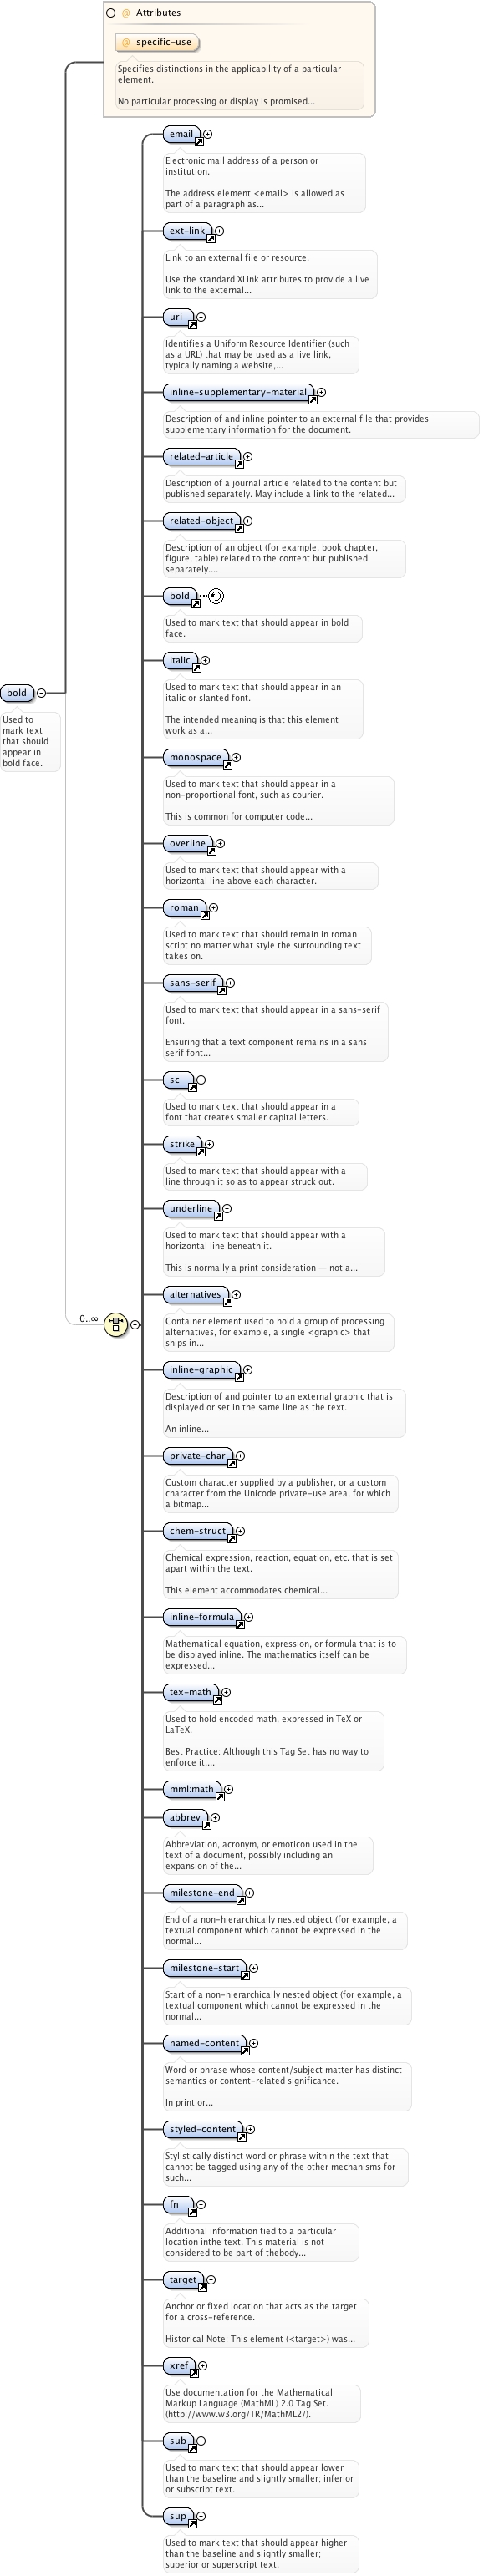 Attributes
@ specific-use
Specifies distinctions in the applicability of a particular
element.
No particular processing or display is promised...
email
Electronic mail address of a person or
institution.
The address element <email> is allowed as
part of a paragraph as...
ext-link
Link to an external file or resource.
Use the standard XLink attributes to provide a live
link to the external...
uri
Identifies a Uniform Resource Identifier (such
as a URL) that may be used as a live link,
typically naming a website,...
inline-supplementary-material
Description of and inline pointer to an external file that provides
supplementary information for the document.
related-article
Description of a journal article related to the content but
published separately. May include a link to the related...
related-object
Description of an object (for example, book chapter,
figure, table) related to the content but published
separately....
bold
Used to mark text that should appear in bold
face.
italic
Used to mark text that should appear in an
italic or slanted font.
The intended meaning is that this element
work as a...
bold
Used to
mark text
that should
appear in
bold face.
monospace
Used to mark text that should appear in a
non-proportional font, such as courier.
This is common for computer code...
overline
Used to mark text that should appear with a
horizontal line above each character.
roman
Used to mark text that should remain in roman
script no matter what style the surrounding text
takes on.
sans-serif
Used to mark text that should appear in a sans-serif
font.
Ensuring that a text component remains in a sans
serif font...
sc
Used to mark text that should appear in a
font that creates smaller capital letters.
strike
Used to mark text that should appear with a
line through it so as to appear struck out.
underline
Used to mark text that should appear with a
horizontal line beneath it.
This is normally a print consideration — not a...
alternatives
Container element used to hold a group of processing
alternatives, for example, a single <graphic> that
ships in...
0..∞
inline-graphic
Description of and pointer to an external graphic that is
displayed or set in the same line as the text.
An inline...
private-char
Custom character supplied by a publisher, or a custom
character from the Unicode private-use area, for which
a bitmap...
chem-struct
Chemical expression, reaction, equation, etc. that is set
apart within the text.
This element accommodates chemical...
inline-formula
Mathematical equation, expression, or formula that is to
be displayed inline. The mathematics itself can be
expressed...
tex-math
Used to hold encoded math, expressed in TeX or
LaTeX.
Best Practice: Although this Tag Set has no way to
enforce it,...
mml:math
abbrev
Abbreviation, acronym, or emoticon used in the
text of a document, possibly including an
expansion of the...
milestone-end
End of a non-hierarchically nested object (for example, a
textual component which cannot be expressed in the
normal...
milestone-start
Start of a non-hierarchically nested object (for example, a
textual component which cannot be expressed in the
normal...
named-content
Word or phrase whose content/subject matter has distinct
semantics or content-related significance.
In print or...
styled-content
Stylistically distinct word or phrase within the text that
cannot be tagged using any of the other mechanisms for
such...
fn
Additional information tied to a particular
location inthe text. This material is not
considered to be part of thebody...
target
Anchor or fixed location that acts as the target
for a cross-reference.
Historical Note: This element (<target>) was...
xref
Use documentation for the Mathematical
Markup Language (MathML) 2.0 Tag Set.
(http://www.w3.org/TR/MathML2/).
sub
Used to mark text that should appear lower
than the baseline and slightly smaller; inferior
or subscript text.
sup
Used to mark text that should appear higher
than the baseline and slightly smaller;
superior or superscript text.